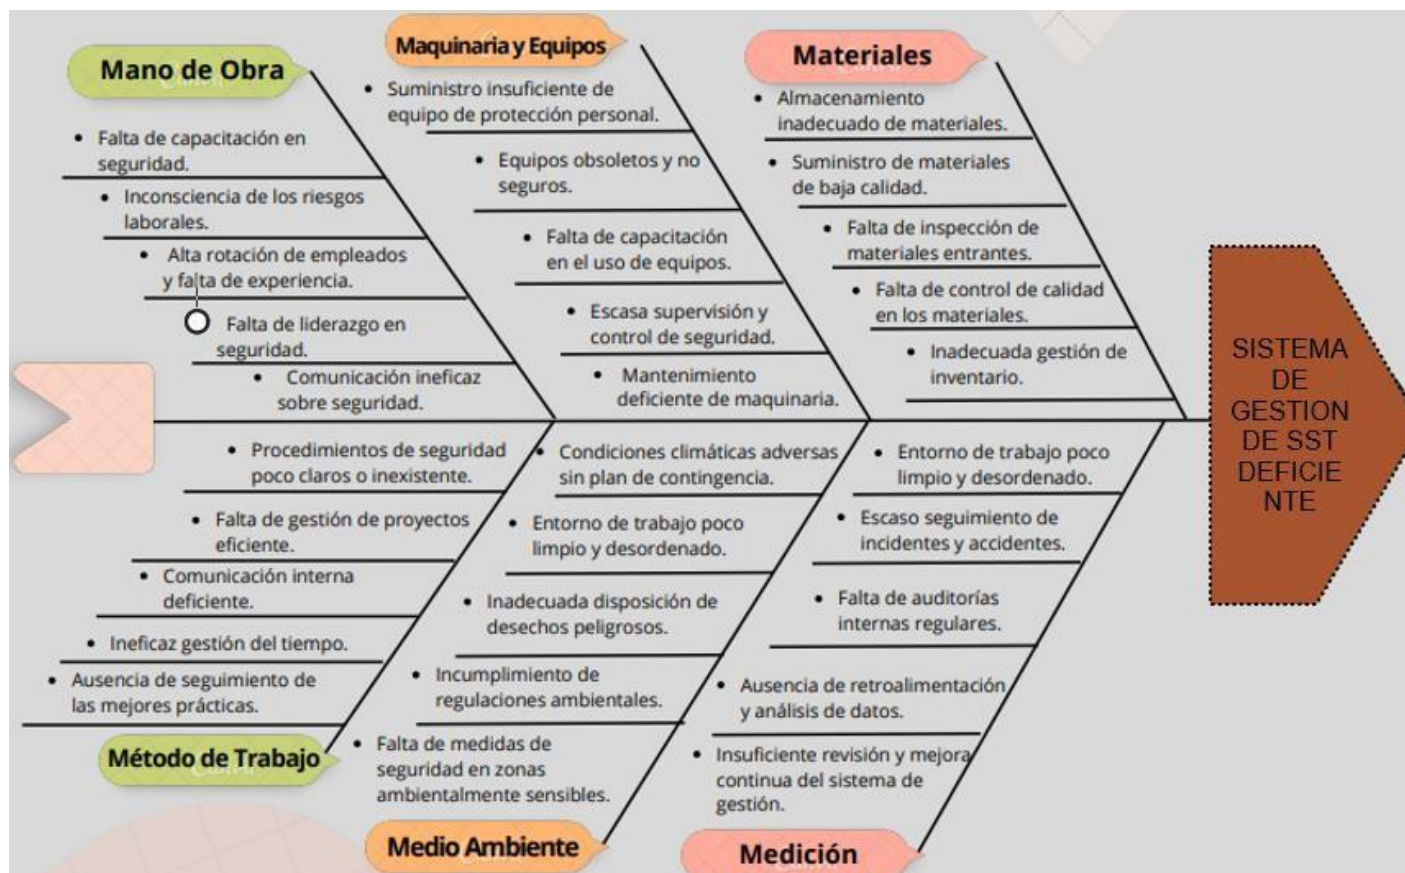 Mano de Obra
• Falta de capacitación en
seguridad.
• Inconsciencia de los riesgos
laborales.
• Alta rotación de empleados
y falta de experiencia.
Falta de liderazgo en
seguridad.
• Comunicación ineficaz
sobre seguridad.
Maquinaria y Equipos
• Suministro insuficiente de
equipo de protección personal.
• Equipos obsoletos y no
seguros.
• Falta de capacitación
en el uso de equipos.
• Escasa supervisión y
control de seguridad.
• Mantenimiento
deficiente de maquinaria.
Materiales
• Almacenamiento
inadecuado de materiales.
• Suministro de materiales
de baja calidad.
• Falta de inspección de
materiales entrantes.
• Falta de control de calidad
en los materiales.
• Inadecuada gestión de
inventario.
SISTEMA
DE
GESTION
DE SST
DEFICIE
NTE
• Procedimientos de seguridad
poco claros o inexistente.
• Falta de gestión de proyectos
eficiente.
• Comunicación interna
deficiente.
• Ineficaz gestión del tiempo.
• Ausencia de seguimiento de
las mejores prácticas.
Método de Trabajo
• Condiciones climáticas adversas
sin plan de contingencia.
• Entorno de trabajo poco
limpio y desordenado.
• Inadecuada disposición de
desechos peligrosos.
• Incumplimiento de
regulaciones ambientales.
• Falta de medidas de
seguridad en zonas
ambientalmente sensibles.
Medio Ambiente
• Entorno de trabajo poco
limpio y desordenado.
• Escaso seguimiento de
incidentes y accidentes.
• Falta de auditorías
internas regulares.
• Ausencia de retroalimentación
y análisis de datos.
• Insuficiente revisión y mejora
continua del sistema de
gestión.
Medición